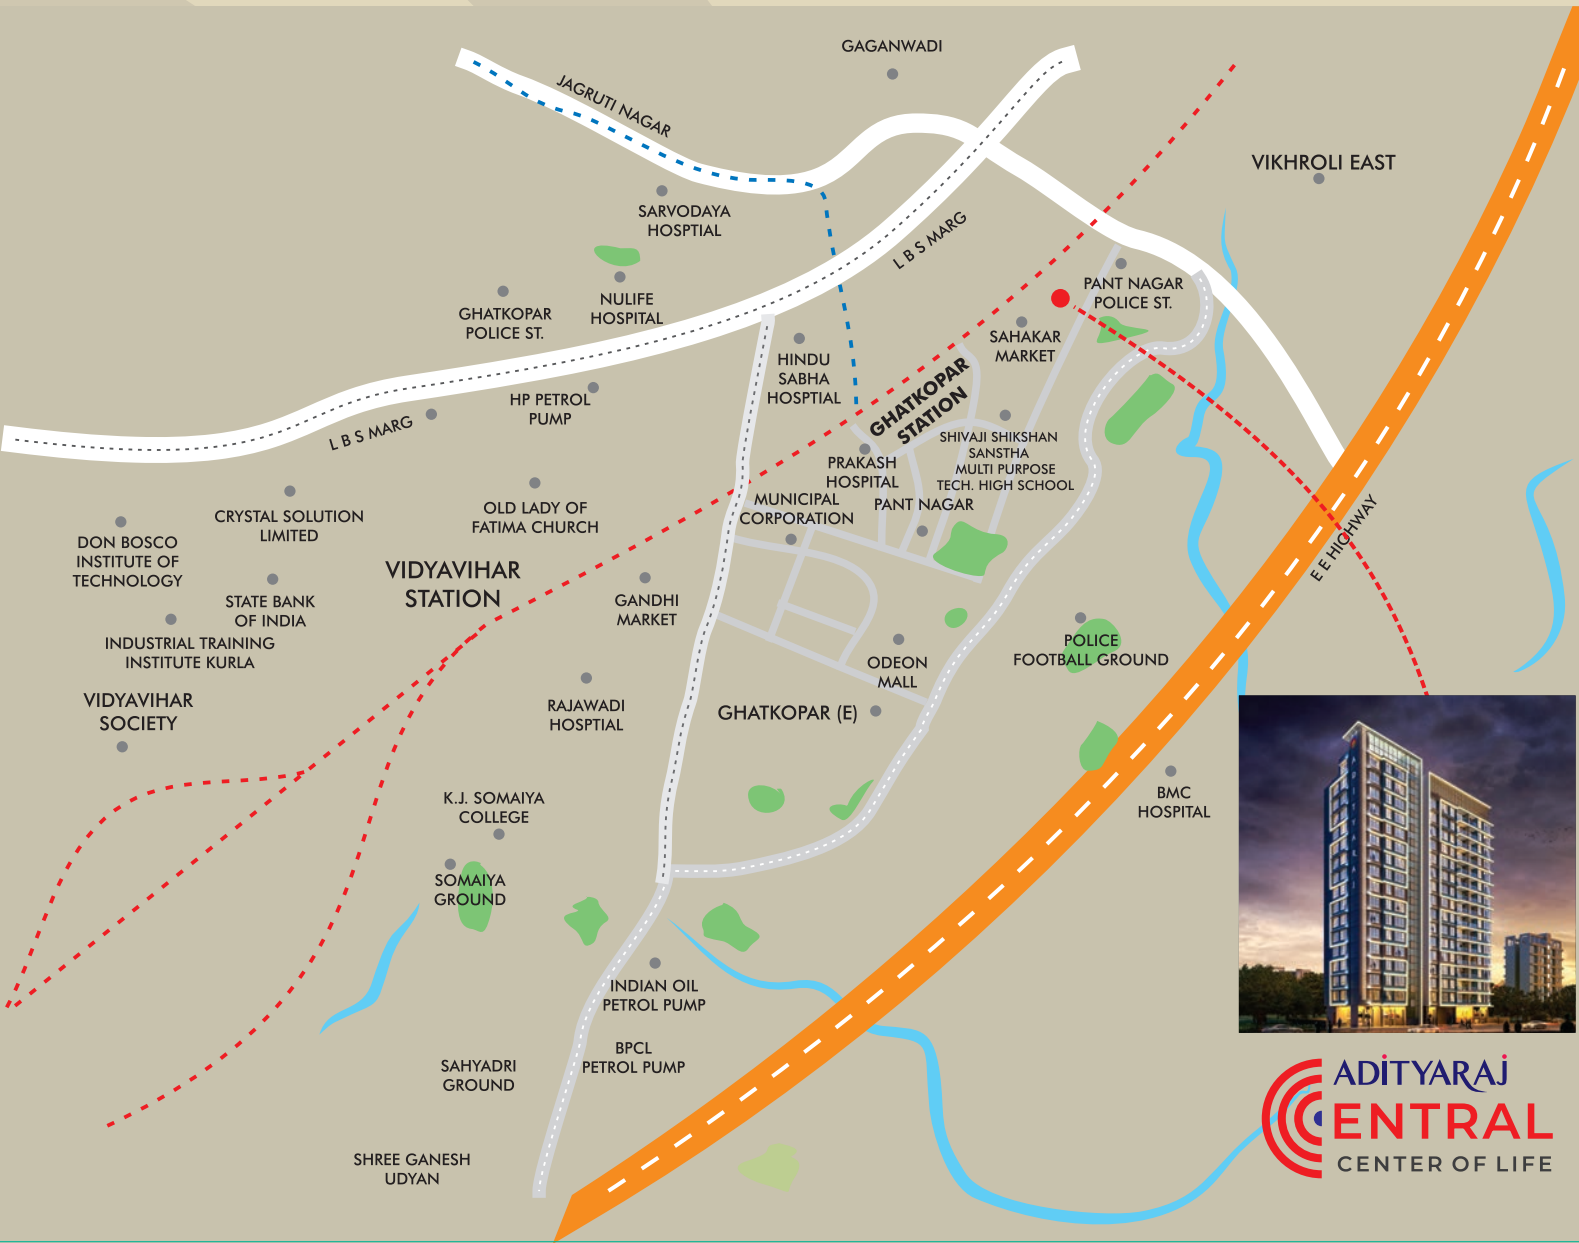 GAGANWADI
JAGRUTI NAGAR
VIKHROLI EAST
SARVODAYA
HOSPTIAL
L B S MARG
PANT NAGAR
POLICE ST.
NULIFE
HOSPITAL
GHATKOPAR
POLICE ST.
SAHAKAR
MARKET
HINDU
SABHA
HOSPTIAL
GHATKOPAR
STATION
HP PETROL
PUMP
L B S MARG
SHIVAJI SHIKSHAN
SANSTHA
MULTI PURPOSE
TECH. HIGH SCHOOL
PRAKASH
HOSPITAL
MUNICIPAL
CORPORATION
PANT NAGAR
CRYSTAL SOLUTION
LIMITED
OLD LADY OF
FATIMA CHURCH
DON BOSCO
INSTITUTE OF
TECHNOLOGY
E E HIGHWAY
VIDYAVIHAR
STATION
STATE BANK
OF INDIA
GANDHI
MARKET
INDUSTRIAL TRAINING
INSTITUTE KURLA
POLICE
FOOTBALL GROUND
ODEON
MALL
VIDYAVIHAR
SOCIETY
RAJAWADI
HOSPTIAL
GHATKOPAR (E)
BMC
HOSPITAL
K.J. SOMAIYA
COLLEGE
SOMAIYA
GROUND
INDIAN OIL
PETROL PUMP
BPCL
PETROL PUMP
SAHYADRI
GROUND
SHREE GANESH
UDYAN
ADITYARAJ
CENTRAL
CENTER OF LIFE